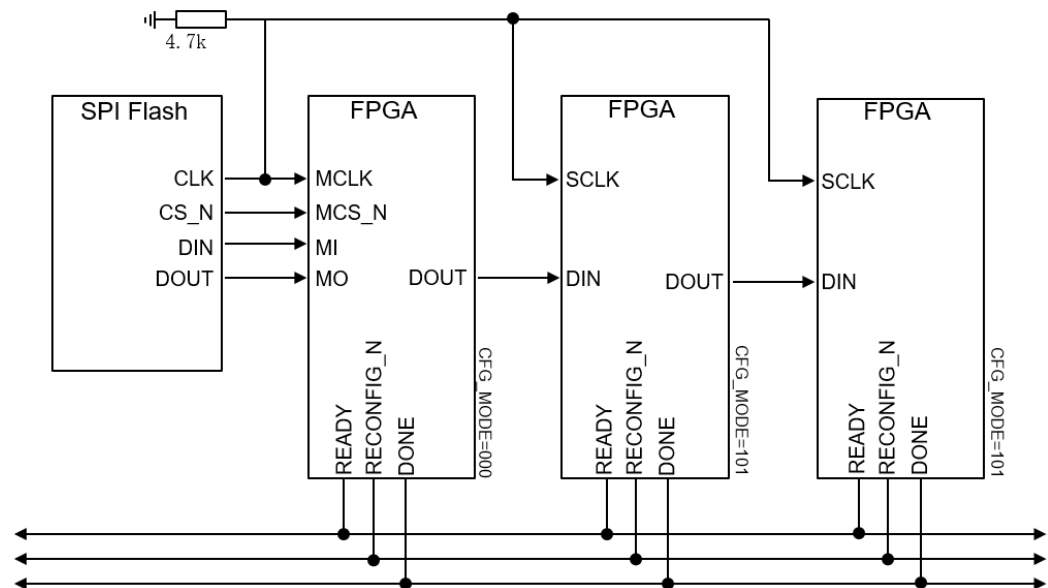 4.7k
SPI Flash
CLK
CS_N
DIN
DOUT
FPGA
MCLK
MCS_N
MI
MO
DOUT
READY
RECONFIG_N
DONE
CFG_MODE=000
FPGA
SCLK
DIN
DOUT
READY
RECONFIG_N
DONE
CFG_MODE=101
FPGA
SCLK
DIN
READY
RECONFIG_N
DONE
CFG_MODE=101